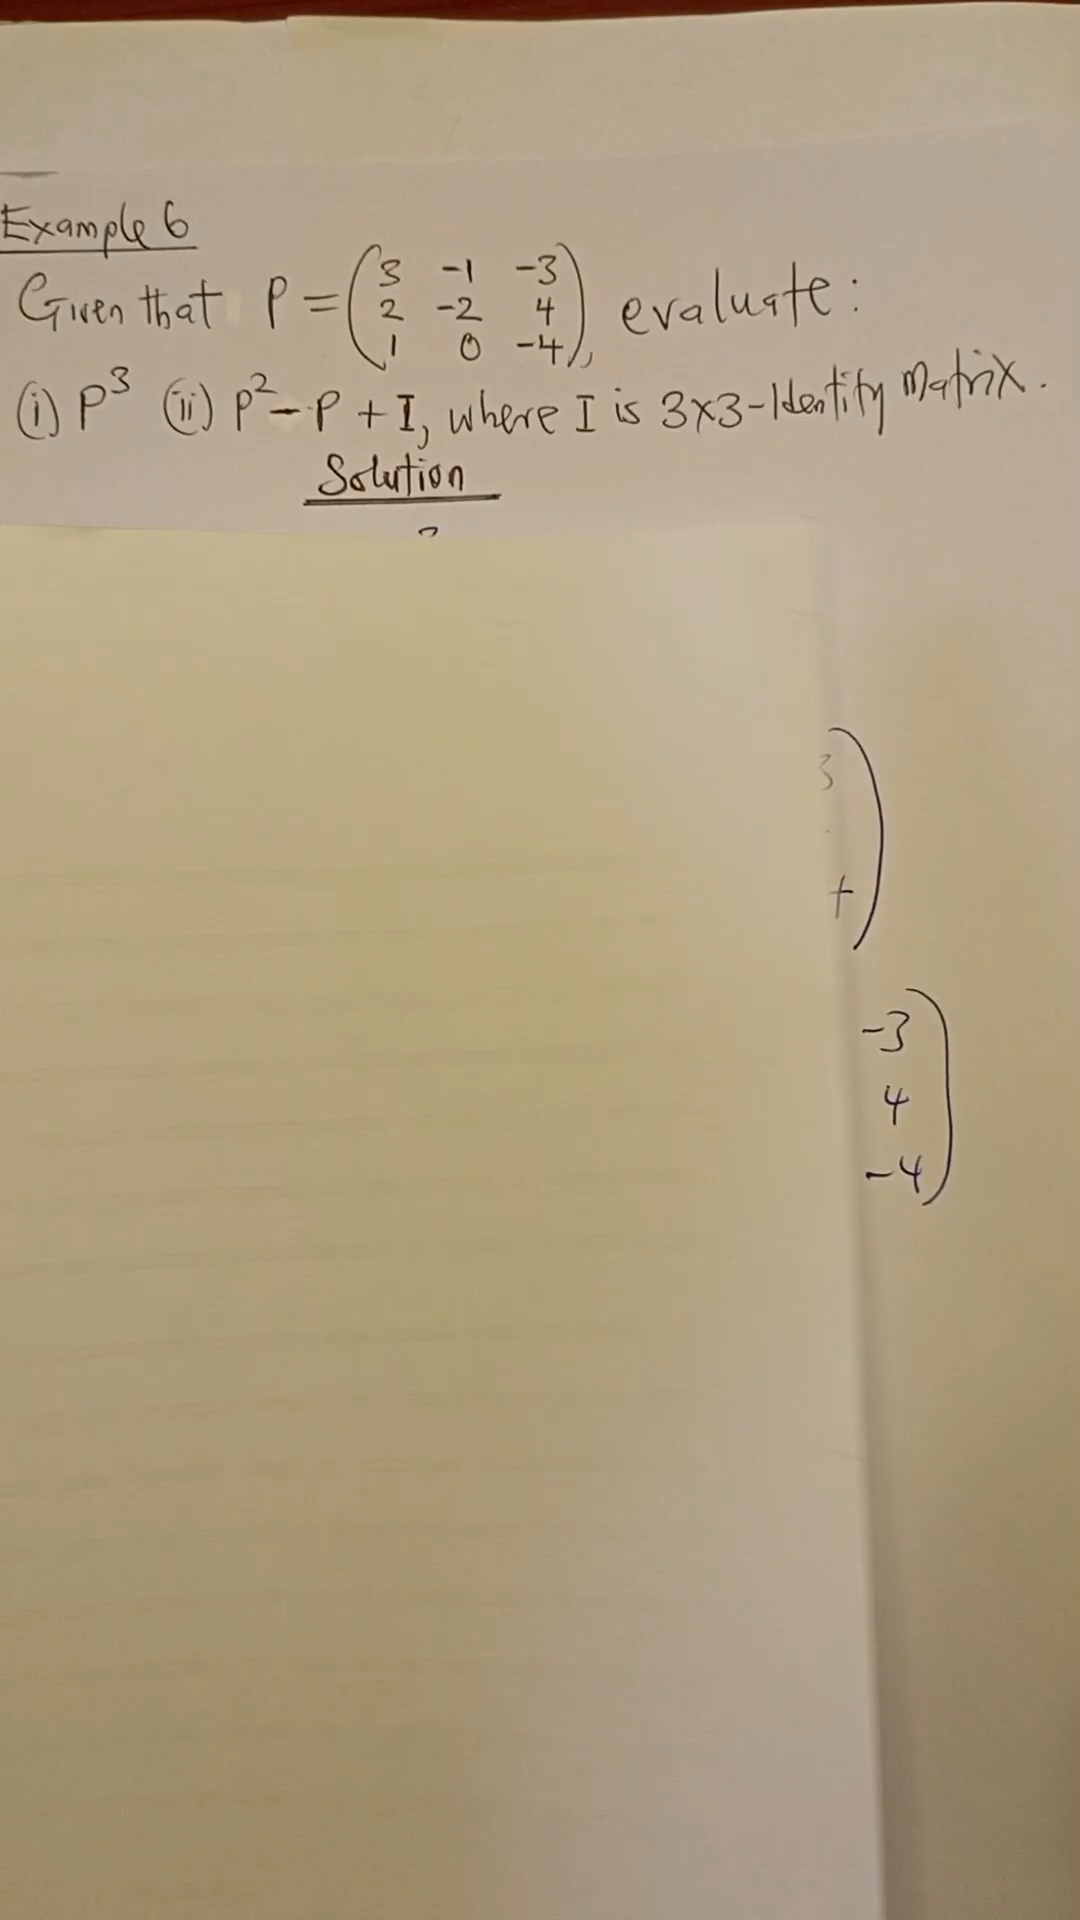 Example 6
Given that P = (3 -1 -3
2 -2 4
1 0 -4), evaluate:
(i) P³ (ii) P² - P + I, where I is 3x3-Identity Matrix.
Solution
3
+
-3
4
-4